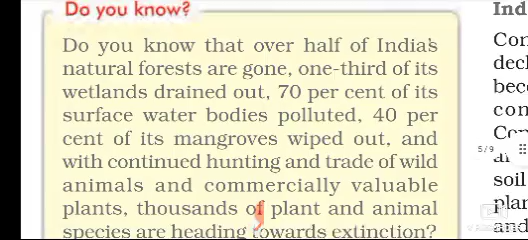 Do you know?
Do you know that over half of India's
natural forests are gone, one-third of its
wetlands drained out, 70 per cent of its
surface water bodies polluted, 40 per
cent of its mangroves wiped out, and
with continued hunting and trade of wild
animals and commercially valuable
plants, thousands of plant and animal
species are heading towards extinction?
Ind
Con
decl
beco
con
5/9
soil
plan
and